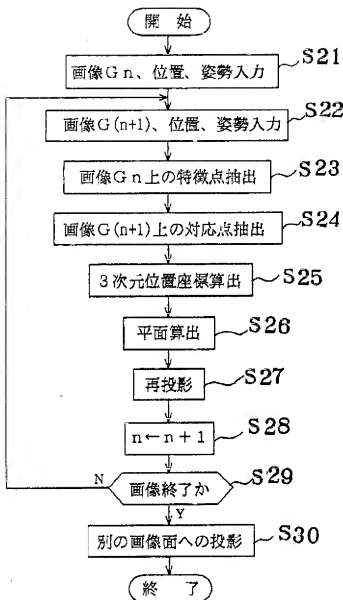 開 始
画像Gn、位置、姿勢入力 S21
画像G(n+1)、位置、姿勢入力 S22
画像Gn上の特徴点抽出 S23
画像G(n+1)上の対応点抽出 S24
3次元位置座標算出 S25
平面算出 S26
再投影 S27
n←n+1 S28
N 画像終了か S29
Y
別の画像面への投影 S30
終 了